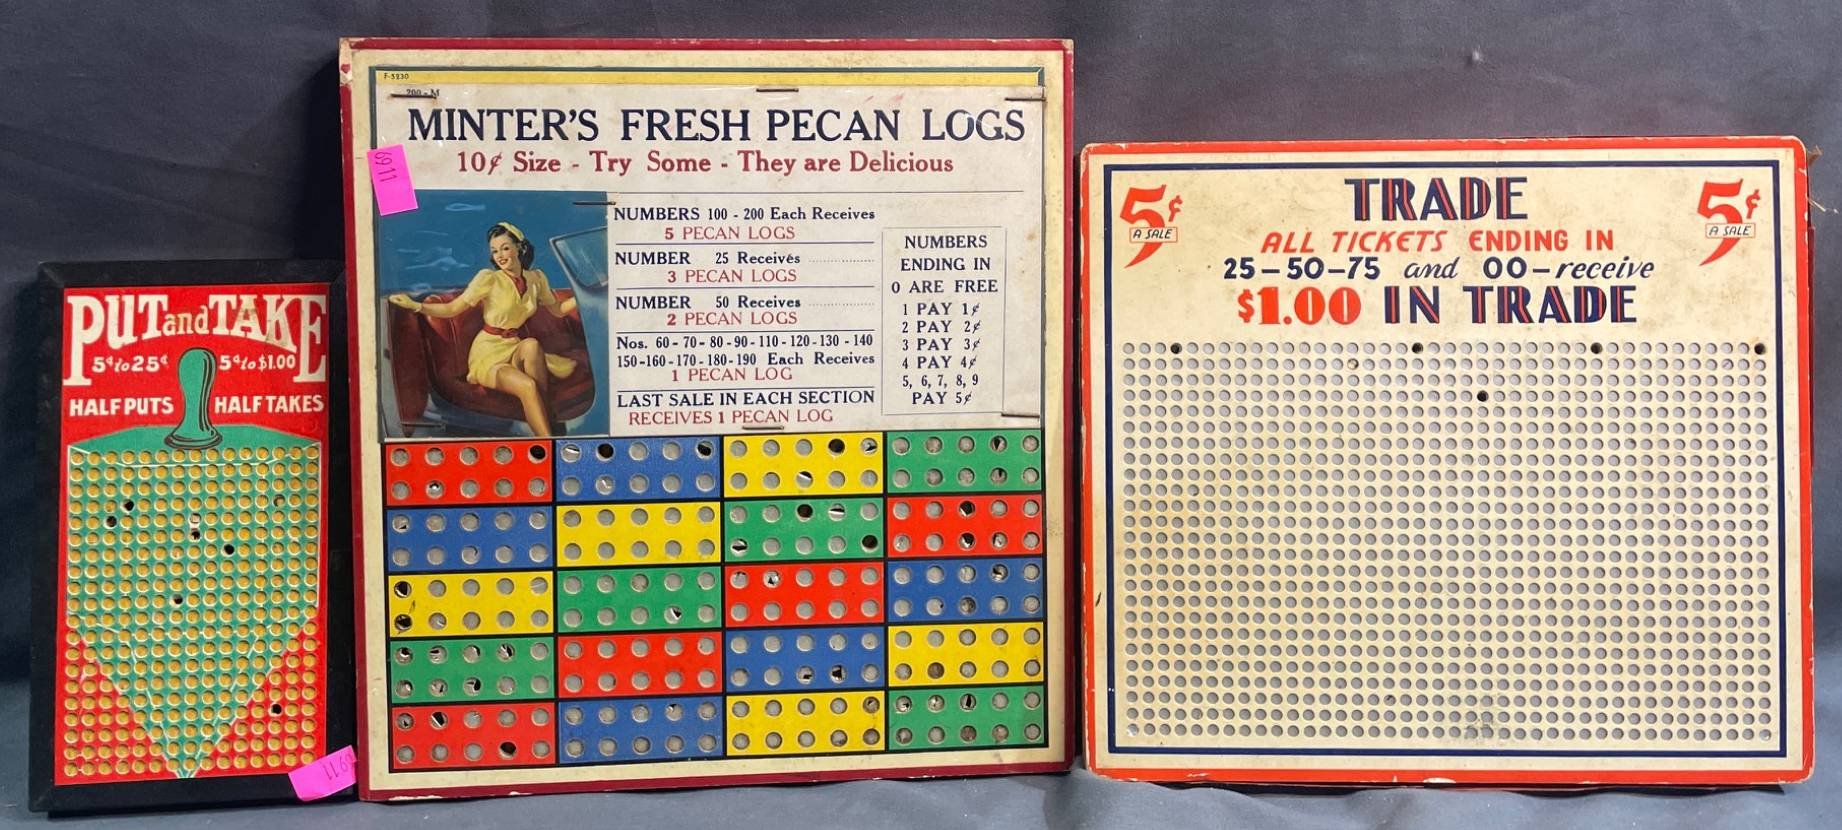 PUT and TAKE
5¢ to 25¢ 5¢ to $1.00
HALF PUTS HALF TAKES
6911
F-5230
200 - M
MINTER'S FRESH PECAN LOGS
10¢ Size - Try Some - They are Delicious
6911
NUMBERS 100 - 200 Each Receives
5 PECAN LOGS
NUMBER 25 Receives
3 PECAN LOGS
NUMBER 50 Receives
2 PECAN LOGS
Nos. 60 - 70 - 80 - 90 - 110 - 120 - 130 - 140
150-160-170-180-190 Each Receives
1 PECAN LOG
LAST SALE IN EACH SECTION
RECEIVES 1 PECAN LOG
NUMBERS
ENDING IN
0 ARE FREE
1 PAY 1¢
2 PAY 2¢
3 PAY 3¢
4 PAY 4¢
5, 6, 7, 8, 9
PAY 5¢
5¢
A SALE
TRADE
5¢
A SALE
ALL TICKETS ENDING IN
25-50-75 and 00-receive
$1.00 IN TRADE